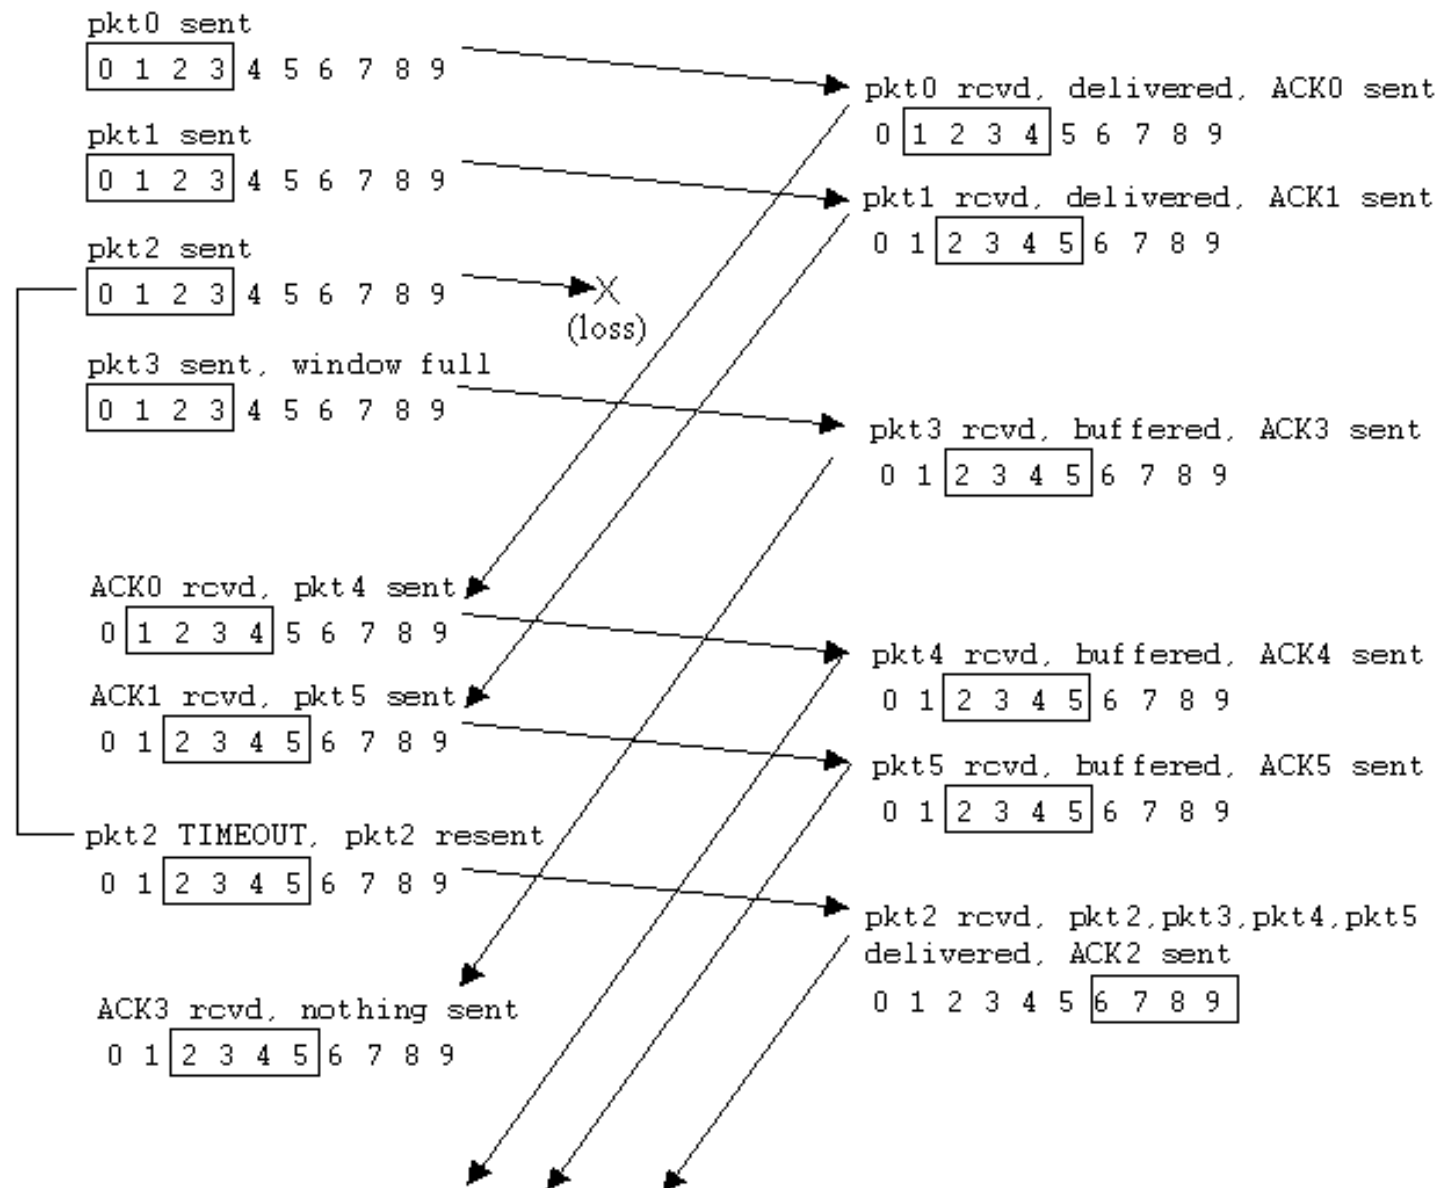 pkt0 sent
0 1 2 3 4 5 6 7 8 9
pkt0 rcvd, delivered, ACK0 sent
0 1 2 3 4 5 6 7 8 9
pkt1 sent
0 1 2 3 4 5 6 7 8 9
pkt1 rcvd, delivered, ACK1 sent
0 1 2 3 4 5 6 7 8 9
pkt2 sent
0 1 2 3 4 5 6 7 8 9
X
(loss)
pkt3 sent, window full
0 1 2 3 4 5 6 7 8 9
pkt3 rcvd, buffered, ACK3 sent
0 1 2 3 4 5 6 7 8 9
ACK0 rcvd, pkt4 sent
0 1 2 3 4 5 6 7 8 9
pkt4 rcvd, buffered, ACK4 sent
0 1 2 3 4 5 6 7 8 9
ACK1 rcvd, pkt5 sent
0 1 2 3 4 5 6 7 8 9
pkt5 rcvd, buffered, ACK5 sent
0 1 2 3 4 5 6 7 8 9
pkt2 TIMEOUT, pkt2 resent
0 1 2 3 4 5 6 7 8 9
pkt2 rcvd, pkt2,pkt3,pkt4,pkt5
delivered, ACK2 sent
0 1 2 3 4 5 6 7 8 9
ACK3 rcvd, nothing sent
0 1 2 3 4 5 6 7 8 9